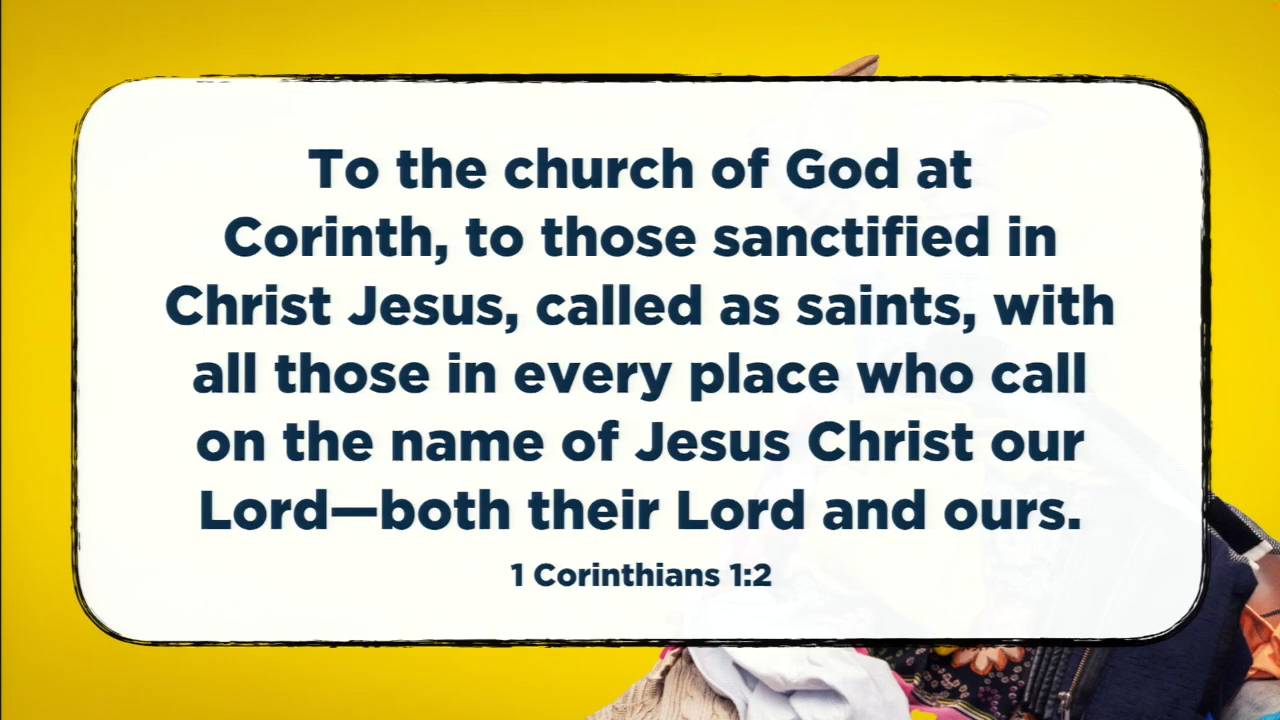 To the church of God at
Corinth, to those sanctified in
Christ Jesus, called as saints, with
all those in every place who call
on the name of Jesus Christ our
Lord—both their Lord and ours.
1 Corinthians 1:2